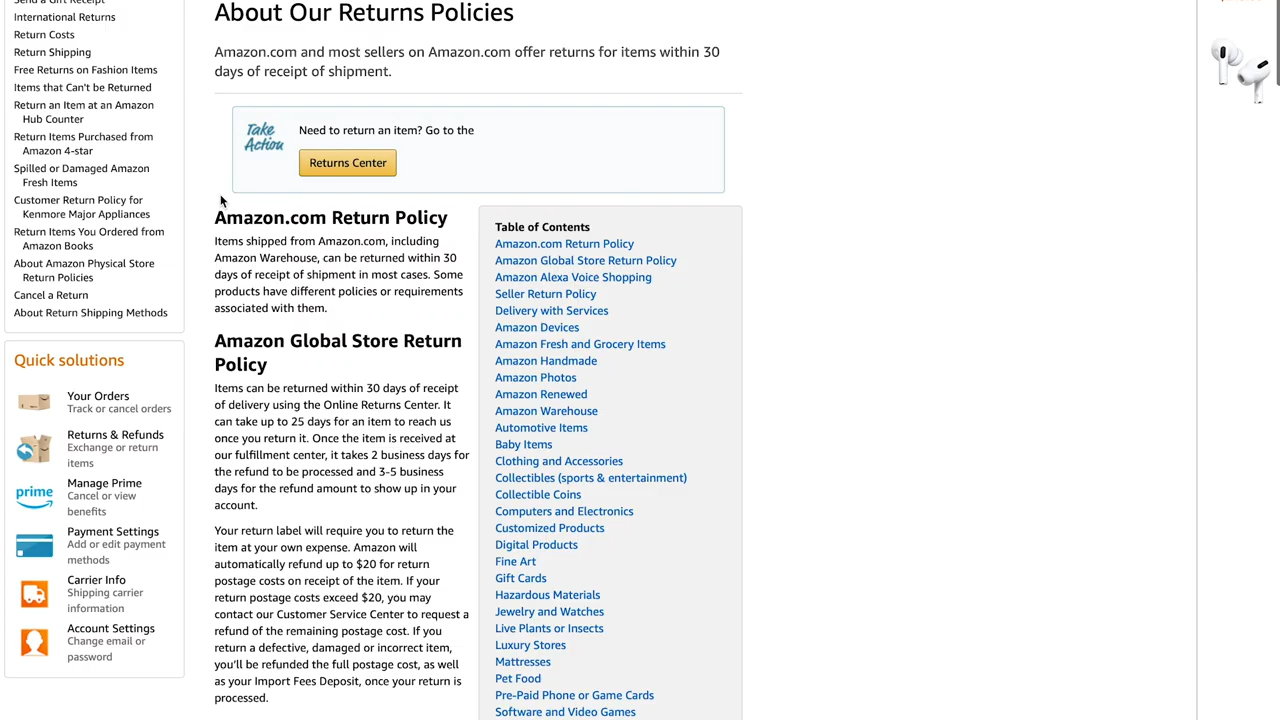 International Returns
Return Costs
Return Shipping
Free Returns on Fashion Items
Items that Can't be Returned
Return an Item at an Amazon
Hub Counter
Return Items Purchased from
Amazon 4-star
Spilled or Damaged Amazon
Fresh Items
Customer Return Policy for
Kenmore Major Appliances
Return Items You Ordered from
Amazon Books
About Amazon Physical Store
Return Policies
Cancel a Return
About Return Shipping Methods
Quick solutions
Your Orders
Track or cancel orders
Returns & Refunds
Exchange or return
items
prime
Manage Prime
Cancel or view
benefits
Payment Settings
Add or edit payment
methods
Carrier Info
Shipping carrier
information
Account Settings
Change email or
password
About Our Returns Policies
Amazon.com and most sellers on Amazon.com offer returns for items within 30
days of receipt of shipment.
Take
Action
Need to return an item? Go to the
Returns Center
Amazon.com Return Policy
Items shipped from Amazon.com, including
Amazon Warehouse, can be returned within 30
days of receipt of shipment in most cases. Some
products have different policies or requirements
associated with them.
Amazon Global Store Return
Policy
Items can be returned within 30 days of receipt
of delivery using the Online Returns Center. It
can take up to 25 days for an item to reach us
once you return it. Once the item is received at
our fulfillment center, it takes 2 business days for
the refund to be processed and 3-5 business
days for the refund amount to show up in your
account.
Your return label will require you to return the
item at your own expense. Amazon will
automatically refund up to $20 for return
postage costs on receipt of the item. If your
return postage costs exceed $20, you may
contact our Customer Service Center to request a
refund of the remaining postage cost. If you
return a defective, damaged or incorrect item,
you'll be refunded the full postage cost, as well
as your Import Fees Deposit, once your return is
processed.
Table of Contents
Amazon.com Return Policy
Amazon Global Store Return Policy
Amazon Alexa Voice Shopping
Seller Return Policy
Delivery with Services
Amazon Devices
Amazon Fresh and Grocery Items
Amazon Handmade
Amazon Photos
Amazon Renewed
Amazon Warehouse
Automotive Items
Baby Items
Clothing and Accessories
Collectibles (sports & entertainment)
Collectible Coins
Computers and Electronics
Customized Products
Digital Products
Fine Art
Gift Cards
Hazardous Materials
Jewelry and Watches
Live Plants or Insects
Luxury Stores
Mattresses
Pet Food
Pre-Paid Phone or Game Cards
Software and Video Games